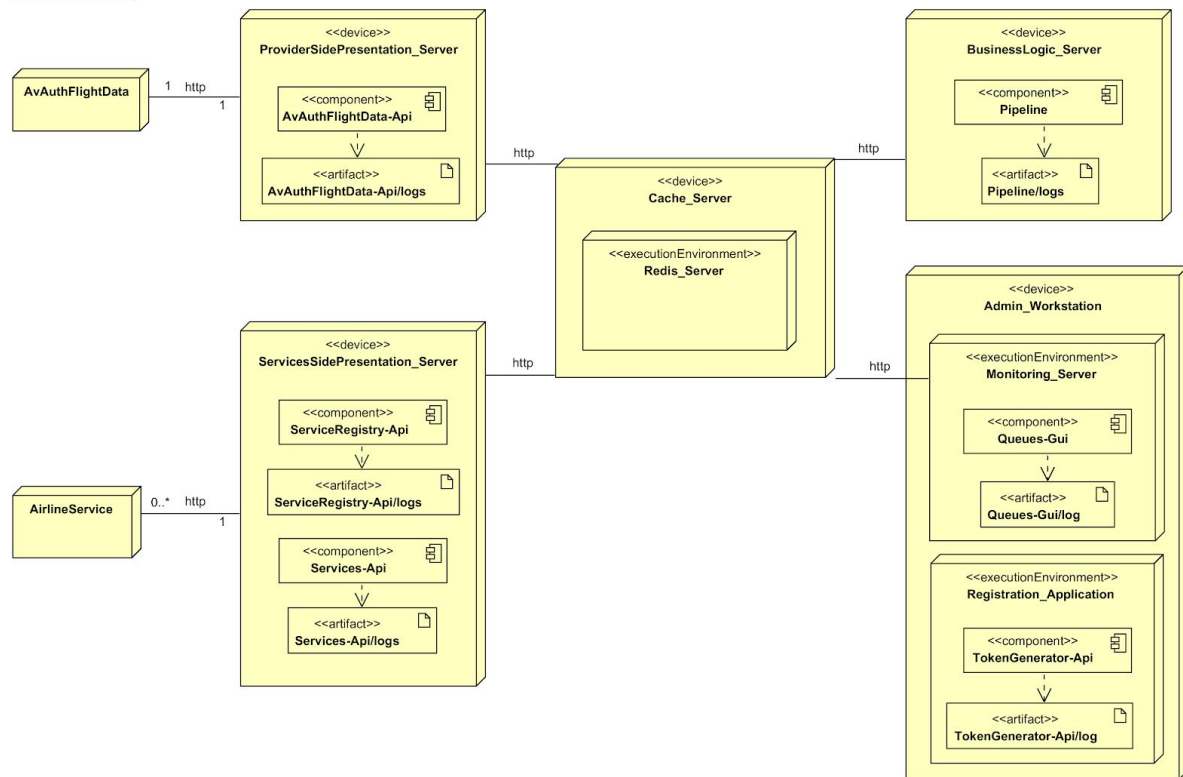 <<device>>
ProviderSidePresentation_Server
<<component>>
AvAuthFlightData-Api
<<artifact>>
AvAuthFlightData-Api/logs
AvAuthFlightData
1 http
1
http
<<device>>
Cache_Server
<<executionEnvironment>>
Redis_Server
http
<<device>>
BusinessLogic_Server
<<component>>
Pipeline
<<artifact>>
Pipeline/logs
<<device>>
ServicesSidePresentation_Server
<<component>>
ServiceRegistry-Api
<<artifact>>
ServiceRegistry-Api/logs
<<component>>
Services-Api
<<artifact>>
Services-Api/logs
AirlineService
0..* http
1
http
http
<<device>>
Admin_Workstation
<<executionEnvironment>>
Monitoring_Server
<<component>>
Queues-Gui
<<artifact>>
Queues-Gui/log
<<executionEnvironment>>
Registration_Application
<<component>>
TokenGenerator-Api
<<artifact>>
TokenGenerator-Api/log